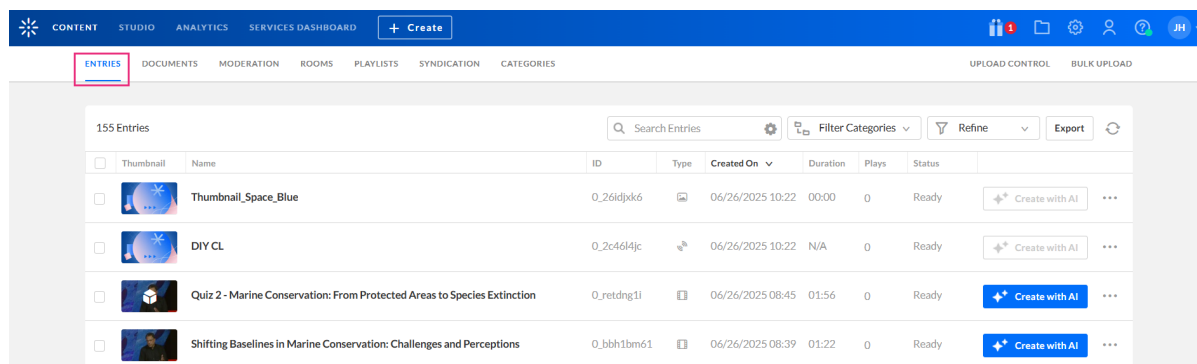 CONTENT STUDIO ANALYTICS SERVICES DASHBOARD + Create 1 JH
ENTRIES DOCUMENTS MODERATION ROOMS PLAYLISTS SYNDICATION CATEGORIES UPLOAD CONTROL BULK UPLOAD
155 Entries Search Entries Filter Categories Refine Export
Thumbnail Name ID Type Created On Duration Plays Status
Thumbnail_Space_Blue 0_26idjxk6 06/26/2025 10:22 00:00 0 Ready Create with AI
DIY CL 0_2c46l4jc 06/26/2025 10:22 N/A 0 Ready Create with AI
Quiz 2 - Marine Conservation: From Protected Areas to Species Extinction 0_retdng1i 06/26/2025 08:45 01:56 0 Ready Create with AI
Shifting Baselines in Marine Conservation: Challenges and Perceptions 0_bbh1bm61 06/26/2025 08:39 01:22 0 Ready Create with AI